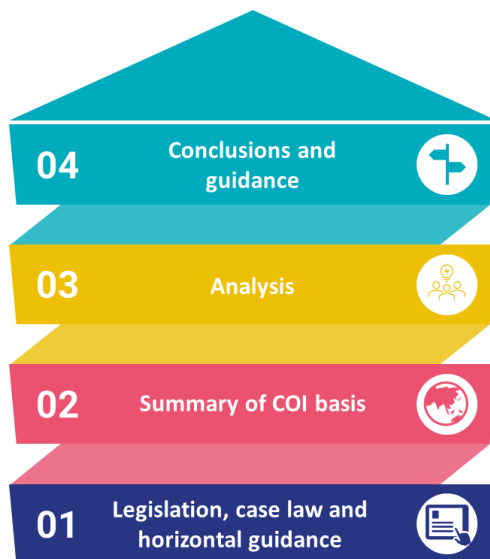 04
Conclusions and
guidance
03
Analysis
02
Summary of COI basis
01
Legislation, case law and
horizontal guidance